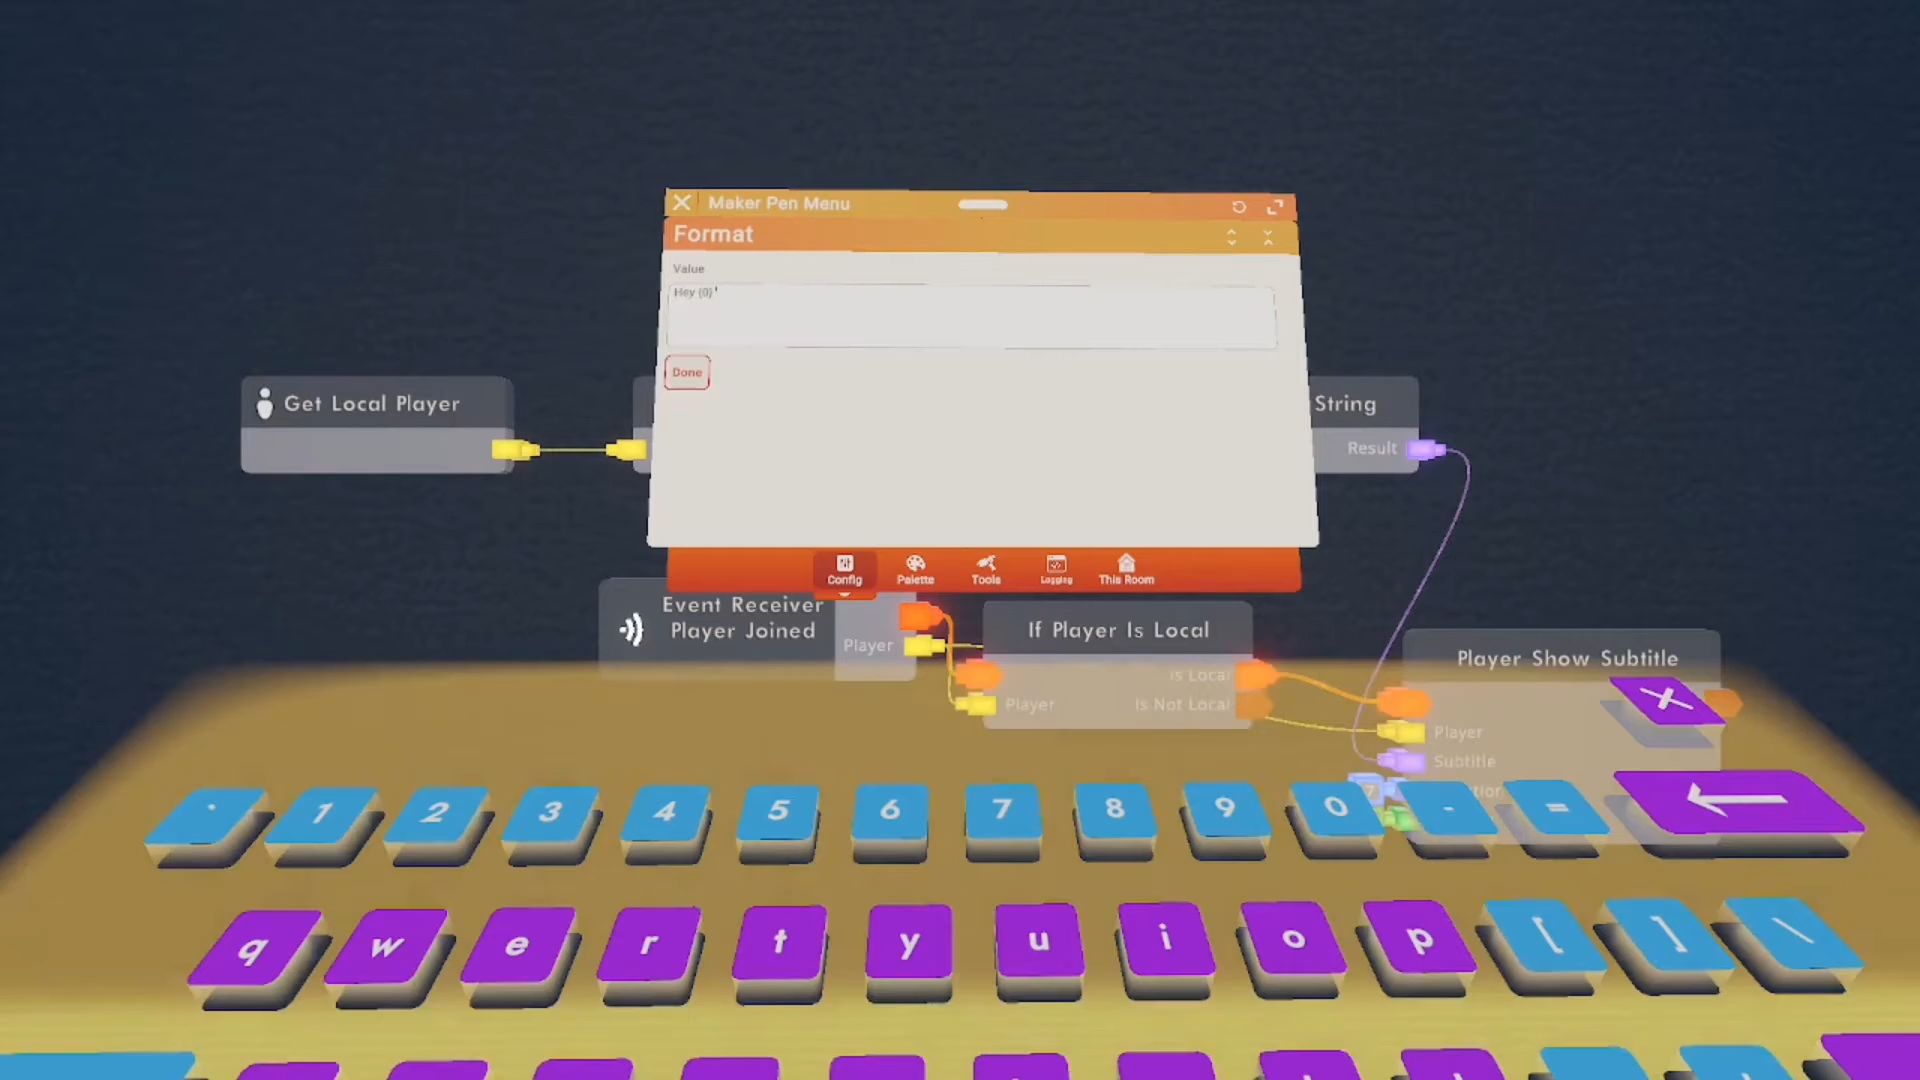 Maker Pen Menu
Format
Value
Hey {0}
Done
Get Local Player
String
Result
Config
Palette
Tools
Logging
This Room
Event Receiver
Player Joined
Player
If Player Is Local
Is Local
Player
Is Not Local
Player Show Subtitle
Player
Subtitle
7
` 1 2 3 4 5 6 7 8 9 0 - =
q w e r t y u i o p [ ] \